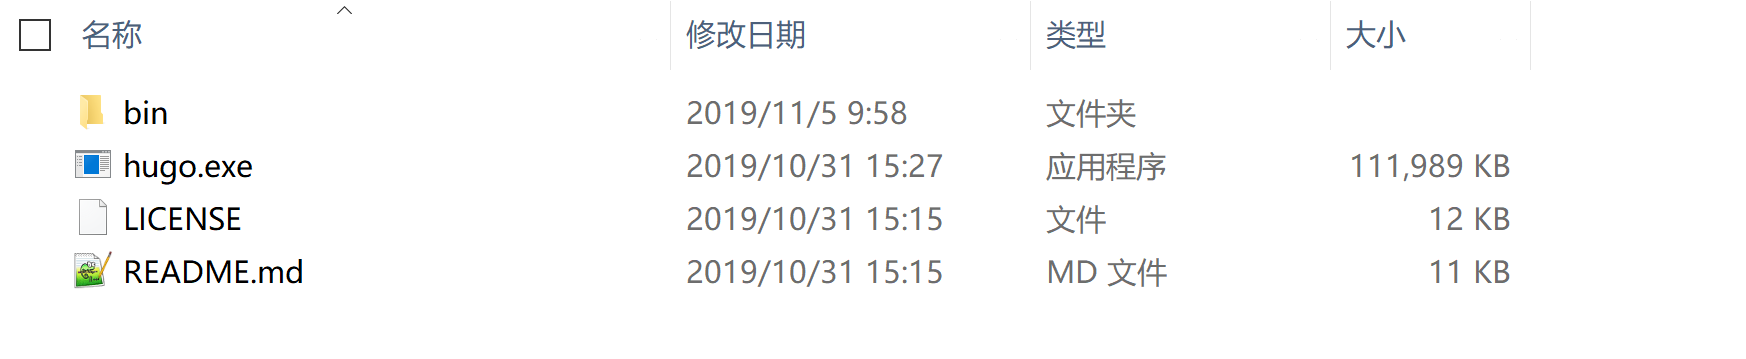 名称 修改日期 类型 大小
bin 2019/11/5 9:58 文件夹
hugo.exe 2019/10/31 15:27 应用程序 111,989 KB
LICENSE 2019/10/31 15:15 文件 12 KB
README.md 2019/10/31 15:15 MD 文件 11 KB